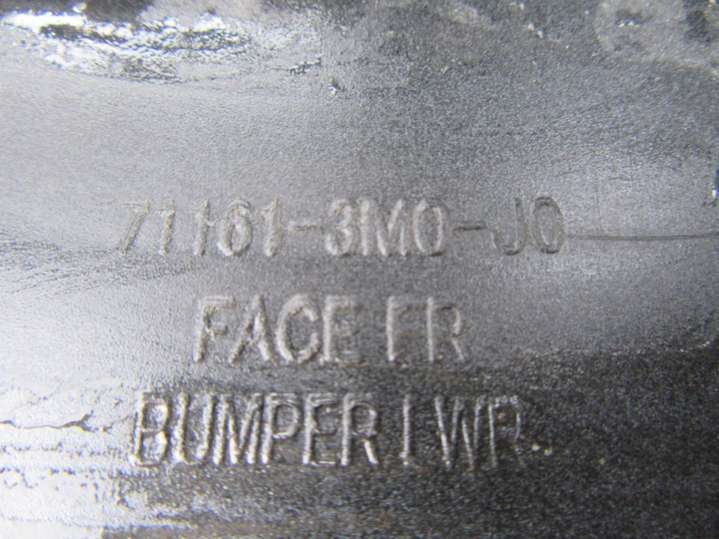 71161-3M0-J0
FACE FR
BUMPER LWR.